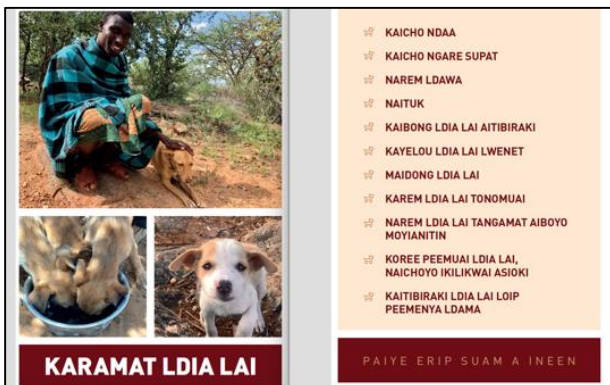 KARAMAT LDIA LAI
KAICHO NDAA
KAICHO NGARE SUPAT
NAREM LDAWA
NAITUK
KAIBONG LDIA LAI AITIBIRAKI
KAYELOU LDIA LAI LWENET
MAIDONG LDIA LAI
KAREM LDIA LAI TONOMUAI
NAREM LDIA LAI TANGAMAT AIBOYO
MOYIANITIN
KOREE PEEMUAI LDIA LAI,
NAICHOYO IKILIKWAI ASIOKI
KAITIBIRAKI LDIA LAI LOIP
PEEMENYA LDAMA
PAIYE ERIP SUAM A INEEN